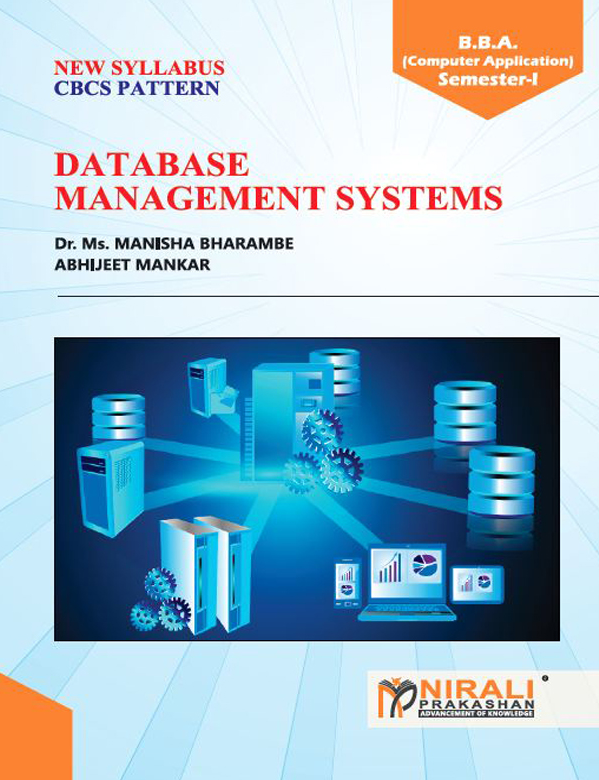 B.B.A.
(Computer Application)
Semester-I
NEW SYLLABUS
CBCS PATTERN
DATABASE
MANAGEMENT SYSTEMS
Dr. Ms. MANISHA BHARAMBE
ABHIJEET MANKAR
NIRALI
PRAKASHAN
ADVANCEMENT OF KNOWLEDGE